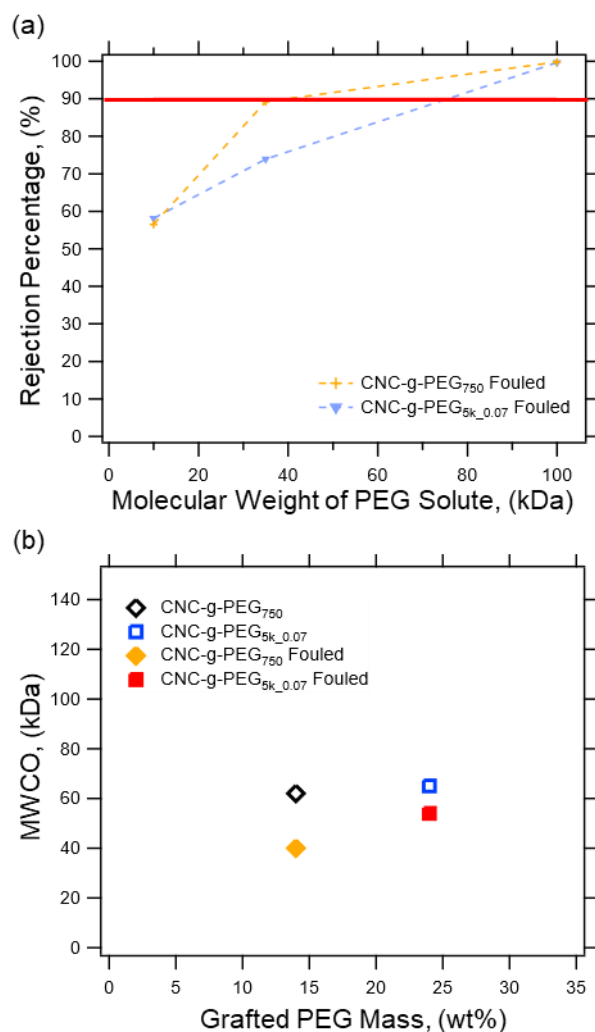 (a)
100
90
80
70
60
50
40
30
20
10
0
Rejection Percentage, (%)
CNC-g-PEG750 Fouled
CNC-g-PEG5k_0.07 Fouled
0 20 40 60 80 100
Molecular Weight of PEG Solute, (kDa)
(b)
140
120
100
80
60
40
20
0
MWCO, (kDa)
CNC-g-PEG750
CNC-g-PEG5k_0.07
CNC-g-PEG750 Fouled
CNC-g-PEG5k_0.07 Fouled
0 5 10 15 20 25 30 35
Grafted PEG Mass, (wt%)